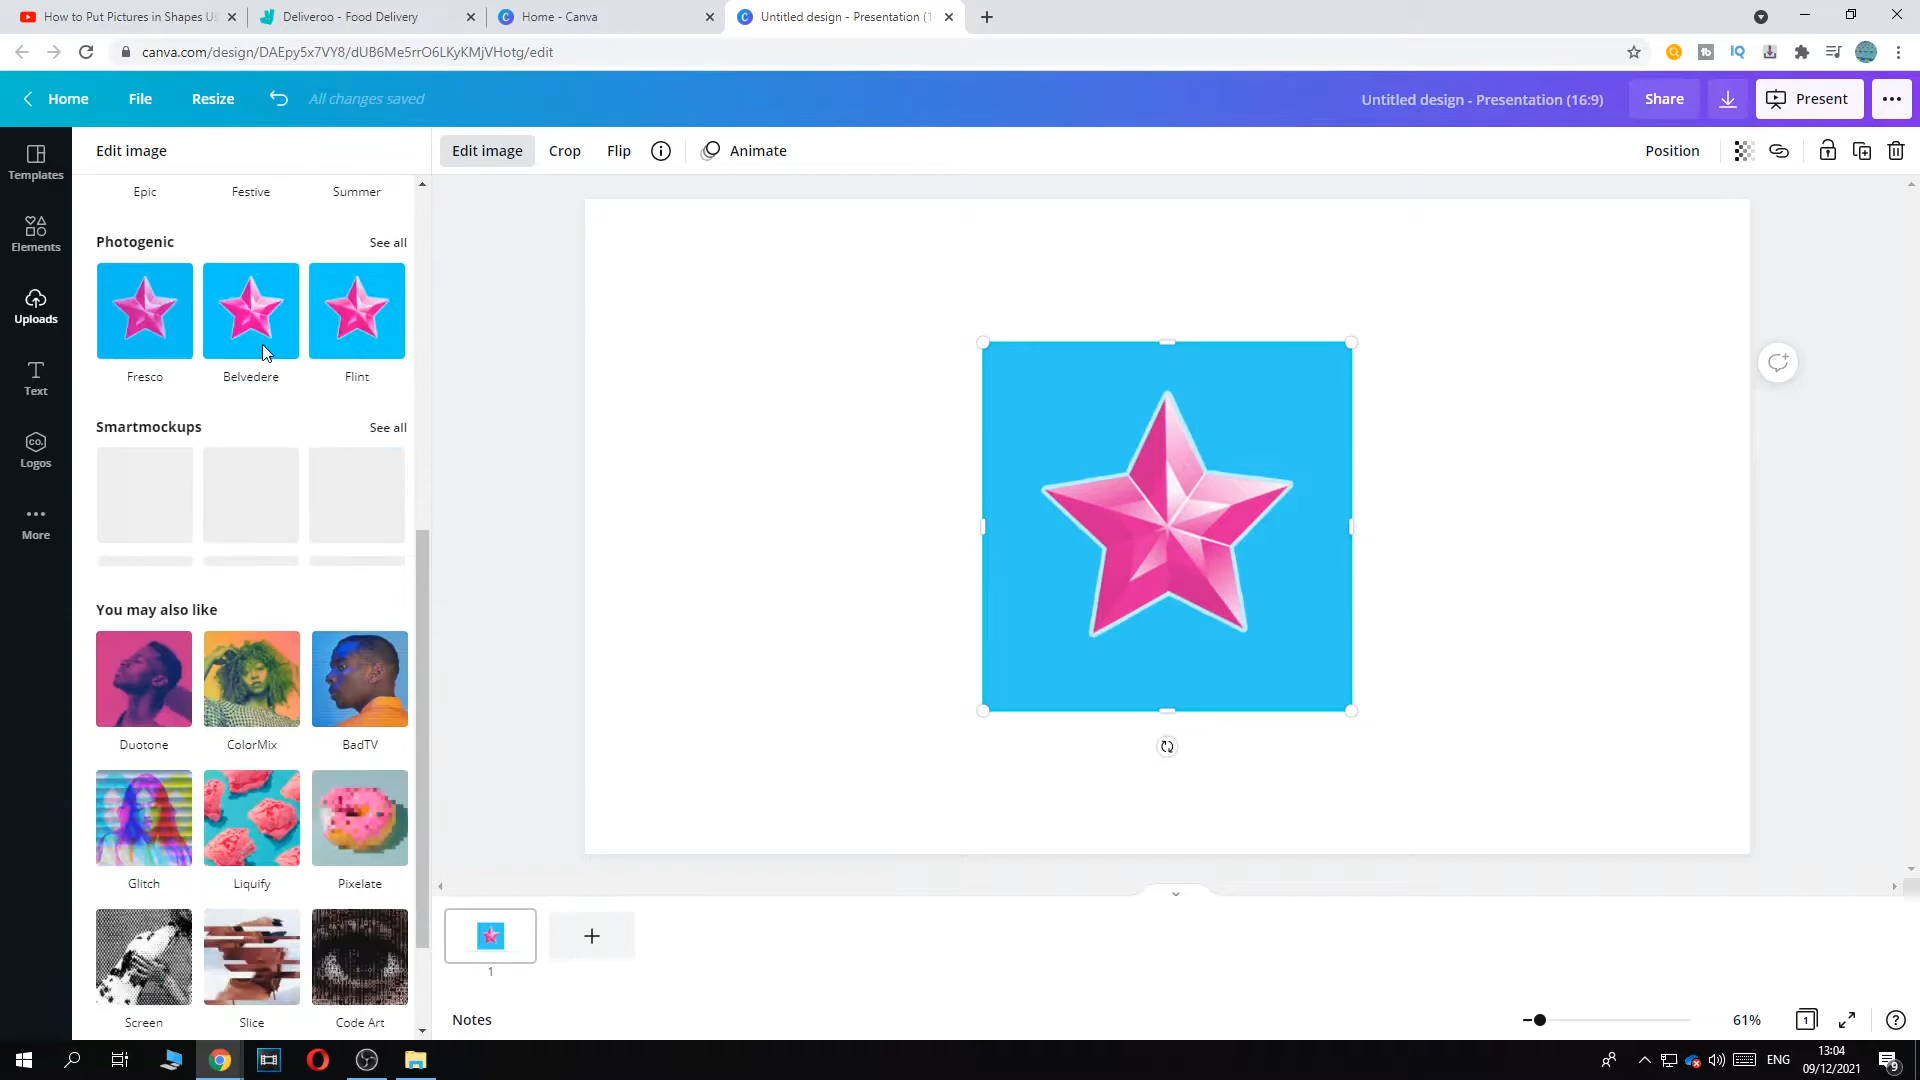 How to Put Pictures in Shapes Us
Deliveroo - Food Delivery
Home - Canva
Untitled design - Presentation (1
canva.com/design/DAEpy5x7VY8/dUB6Me5rrO6LKyKMjVHotg/edit
Home
File
Resize
All changes saved
Untitled design - Presentation (16:9)
Share
Present
Templates
Elements
Uploads
Text
CO.
Logos
More
Edit image
Epic
Festive
Summer
Photogenic
See all
Fresco
Belvedere
Flint
Smartmockups
See all
You may also like
Duotone
ColorMix
BadTV
Glitch
Liquify
Pixelate
Screen
Slice
Code Art
Edit image
Crop
Flip
Animate
Position
1
Notes
61%
1
ENG
13:04
09/12/2021
9